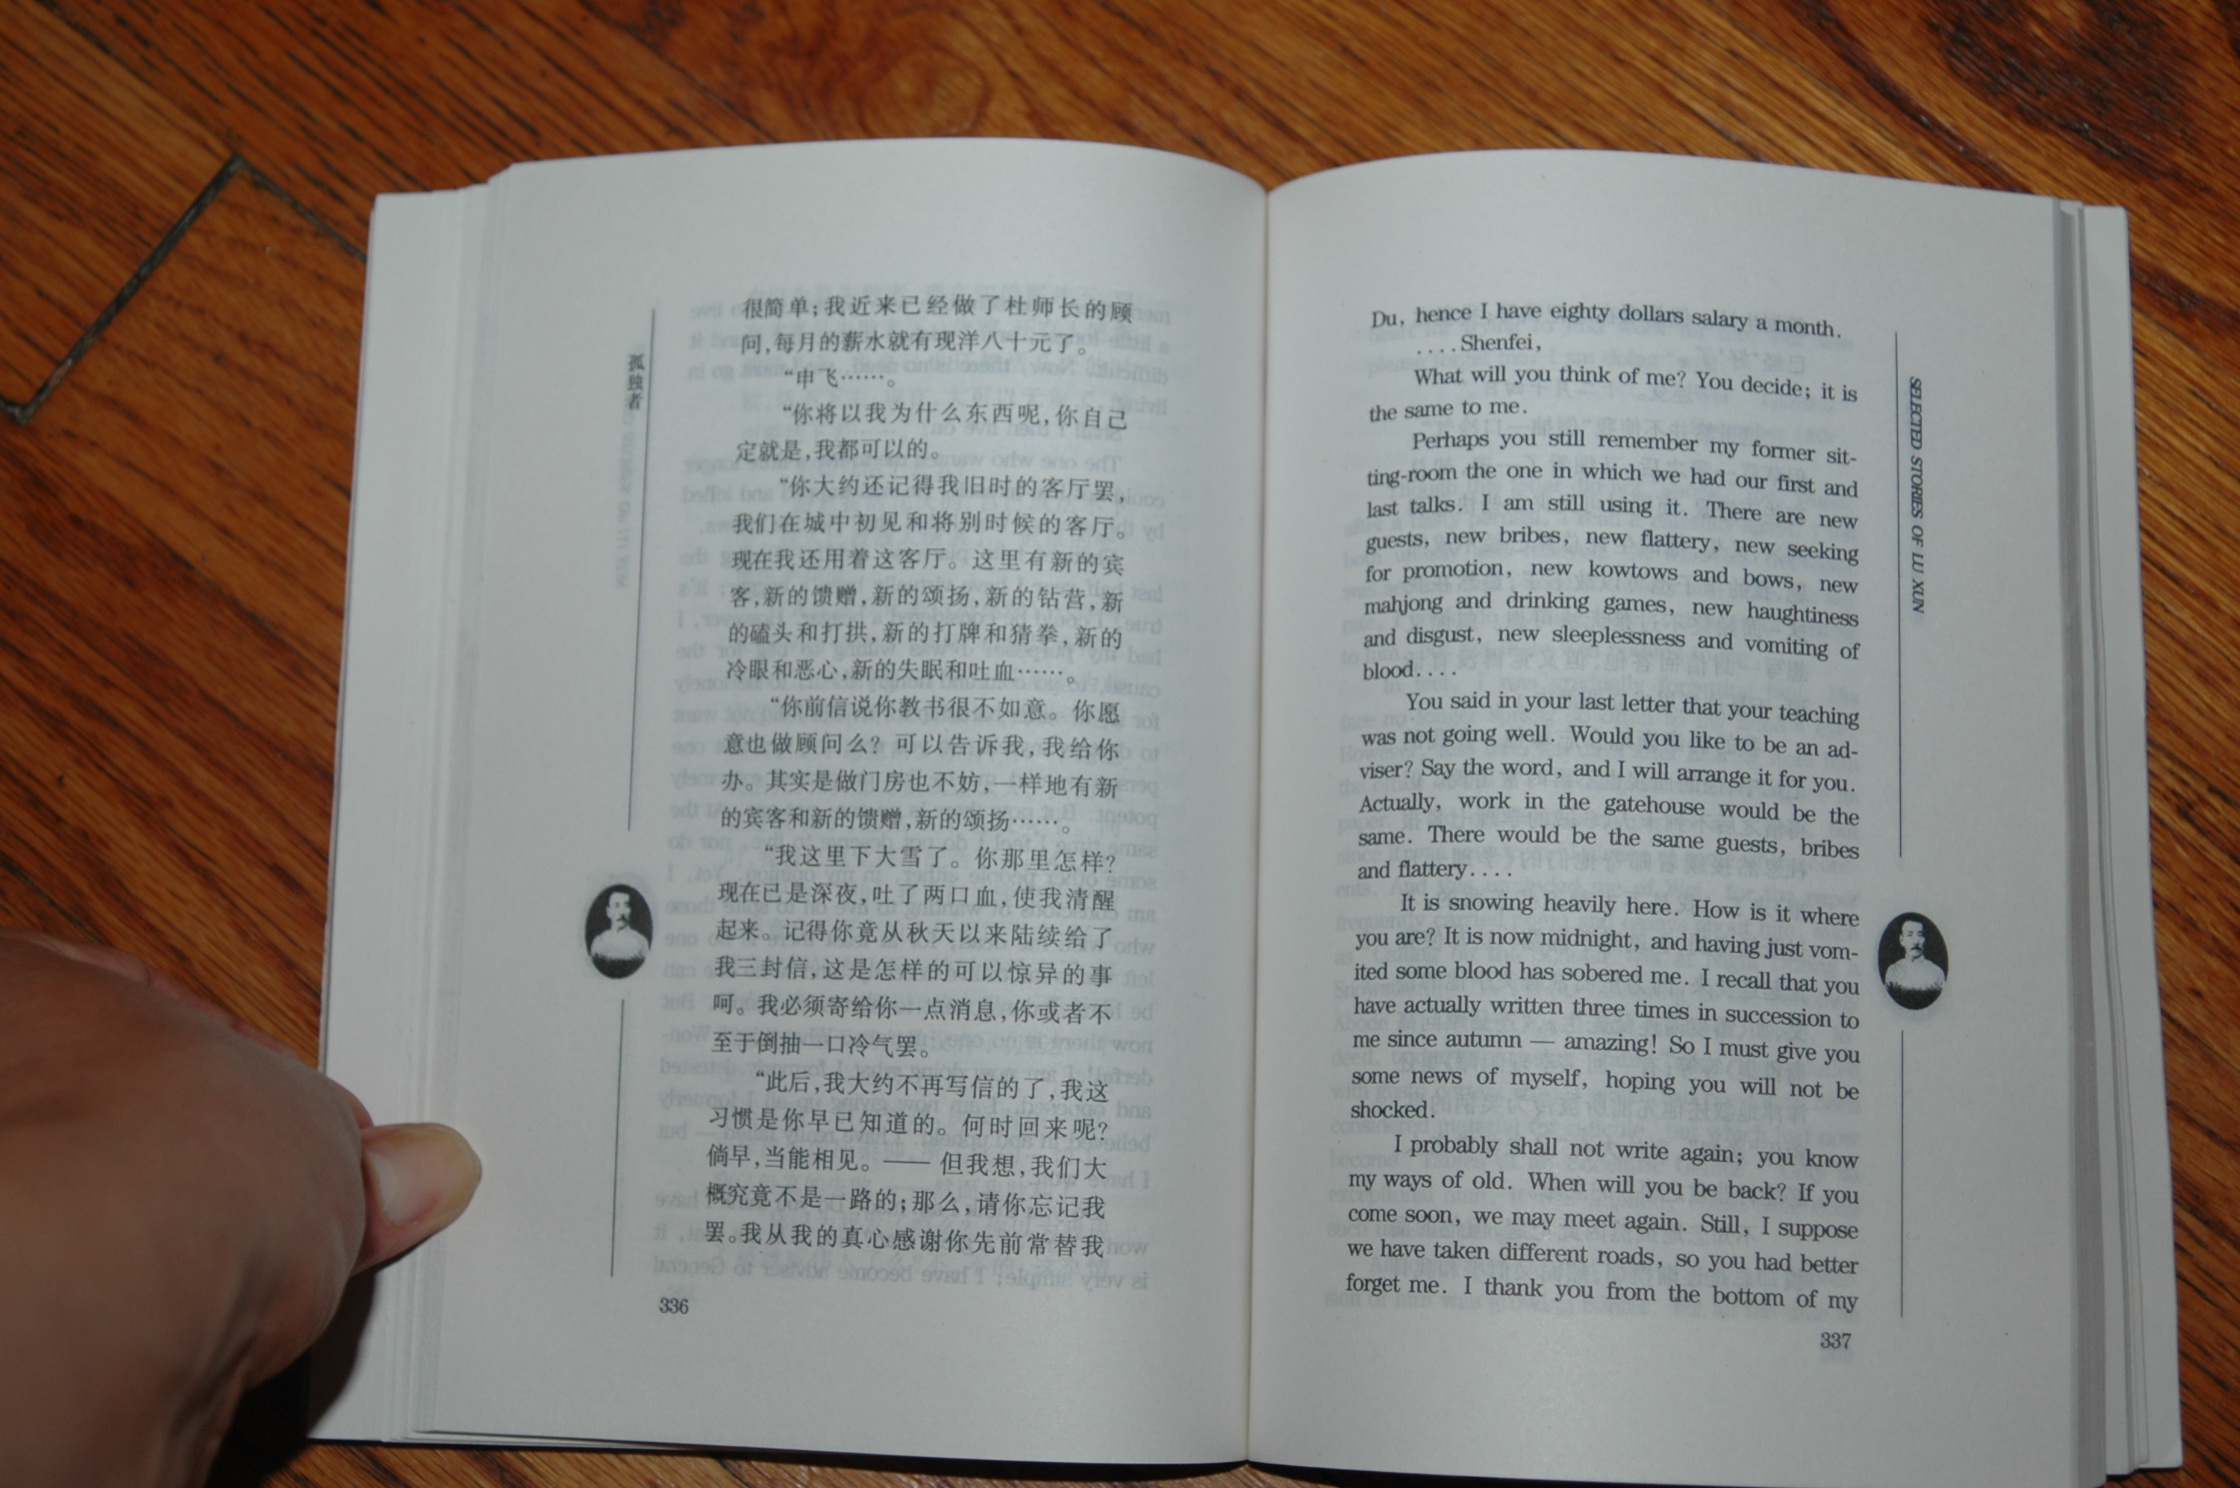 孤独者
很简单;我近来已经做了杜师长的顾
问,每月的薪水就有现洋八十元了。
“申飞……。
“你将以我为什么东西呢,你自己
定就是,我都可以的。
“你大约还记得我旧时的客厅罢,
我们在城中初见和将别时候的客厅。
现在我还用着这客厅。这里有新的宾
客,新的馈赠,新的颂扬,新的钻营,新
的磕头和打拱,新的打牌和猜拳,新的
冷眼和恶心,新的失眠和吐血……。
“你前信说你教书很不如意。你愿
意也做顾问么?可以告诉我,我给你
办。其实是做门房也不妨,一样地有新
的宾客和新的馈赠,新的颂扬……。
“我这里下大雪了。你那里怎样?
现在已是深夜,吐了两口血,使我清醒
起来。记得你竟从秋天以来陆续给了
我三封信,这是怎样的可以惊异的事
呵。我必须寄给你一点消息,你或者不
至于倒抽一口冷气罢。
“此后,我大约不再写信的了,我这
习惯是你早已知道的。何时回来呢?
倘早,当能相见。—— 但我想,我们大
概究竟不是一路的;那么,请你忘记我
罢。我从我的真心感谢你先前常替我
336
Du, hence I have eighty dollars salary a month.
....Shenfei,
What will you think of me? You decide; it is
the same to me.
Perhaps you still remember my former sit-
ting-room the one in which we had our first and
last talks. I am still using it. There are new
guests, new bribes, new flattery, new seeking
for promotion, new kowtows and bows, new
mahjong and drinking games, new haughtiness
and disgust, new sleeplessness and vomiting of
blood....
You said in your last letter that your teaching
was not going well. Would you like to be an ad-
viser? Say the word, and I will arrange it for you.
Actually, work in the gatehouse would be the
same. There would be the same guests, bribes
and flattery....
It is snowing heavily here. How is it where
you are? It is now midnight, and having just vom-
ited some blood has sobered me. I recall that you
have actually written three times in succession to
me since autumn — amazing! So I must give you
some news of myself, hoping you will not be
shocked.
I probably shall not write again; you know
my ways of old. When will you be back? If you
come soon, we may meet again. Still, I suppose
we have taken different roads, so you had better
forget me. I thank you from the bottom of my
337
SELECTED STORIES OF LU XUN